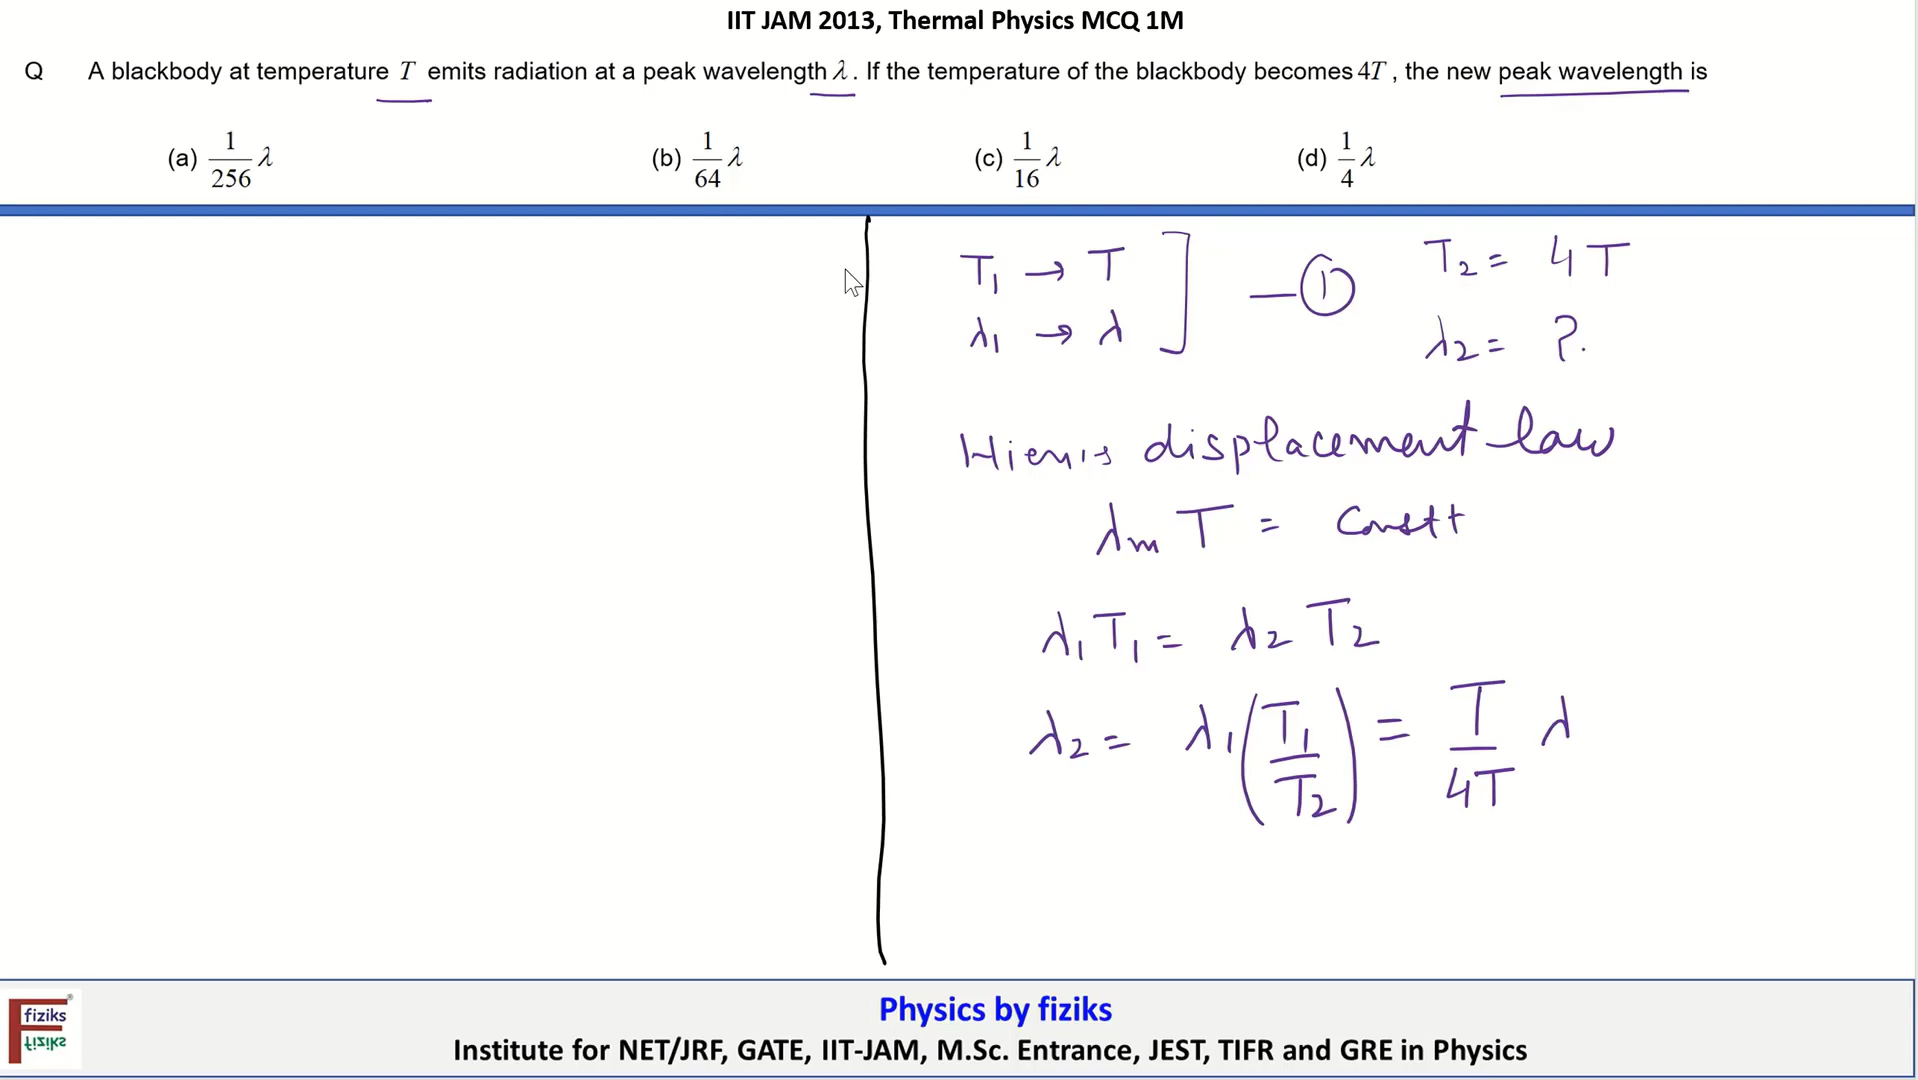 IIT JAM 2013, Thermal Physics MCQ 1M
Q A blackbody at temperature T emits radiation at a peak wavelength λ. If the temperature of the blackbody becomes 4T, the new peak wavelength is
(a) 1/256 λ (b) 1/64 λ (c) 1/16 λ (d) 1/4 λ
T₁ → T ] — ① T₂ = 4T
λ₁ → λ λ₂ = ?.
Hien's displacement law
λm T = Constt
λ₁T₁ = λ₂T₂
λ₂ = λ₁(T₁/T₂) = T/4T λ
fiziks®
fiziks
Physics by fiziks
Institute for NET/JRF, GATE, IIT-JAM, M.Sc. Entrance, JEST, TIFR and GRE in Physics